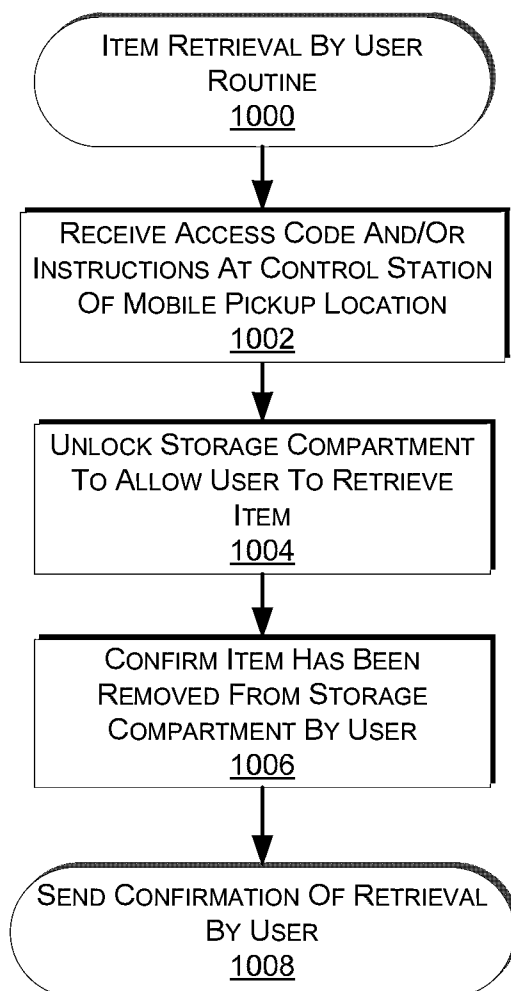 ITEM RETRIEVAL BY USER
ROUTINE
1000
RECEIVE ACCESS CODE AND/OR
INSTRUCTIONS AT CONTROL STATION
OF MOBILE PICKUP LOCATION
1002
UNLOCK STORAGE COMPARTMENT
TO ALLOW USER TO RETRIEVE
ITEM
1004
CONFIRM ITEM HAS BEEN
REMOVED FROM STORAGE
COMPARTMENT BY USER
1006
SEND CONFIRMATION OF RETRIEVAL
BY USER
1008